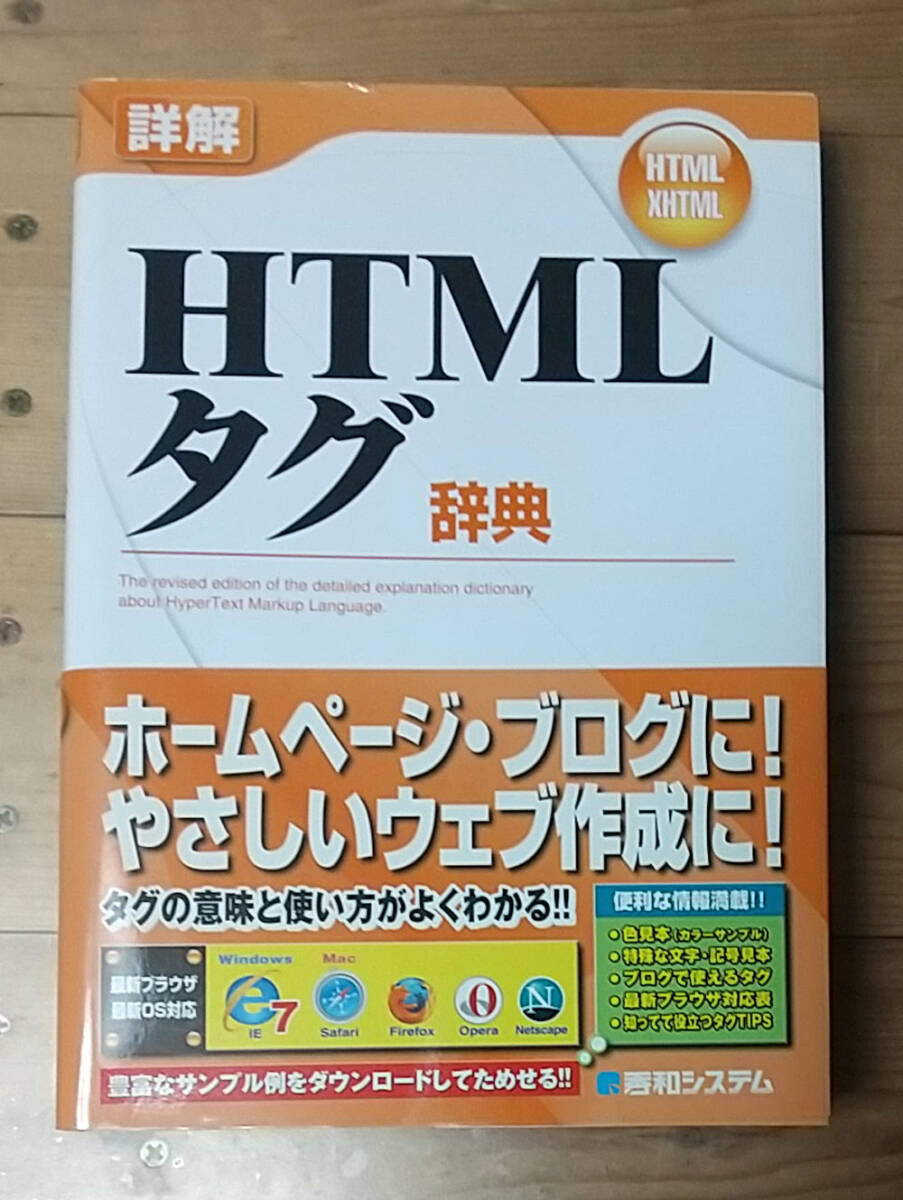 詳解
HTML
XHTML
HTML
タグ
辞典
The revised edition of the detailed explanation dictionary
about HyperText Markup Language.
ホームページ・ブログに!
やさしいウェブ作成に!
タグの意味と使い方がよくわかる!!
最新ブラウザ
最新OS対応
Windows
Mac
e7
IE
Safari
Firefox
Opera
N
Netscape
便利な情報満載!!
●色見本(カラーサンプル)
●特殊な文字・記号見本
●ブログで使えるタグ
●最新ブラウザ対応表
●知ってて役立つタグTIPS
豊富なサンプル例をダウンロードしてためせる!!
秀和システム